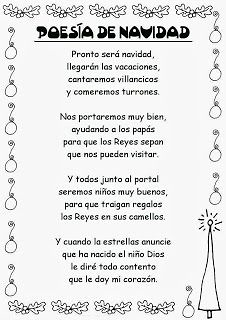 POESÍA DE NAVIDAD
Pronto será navidad,
llegarán las vacaciones,
cantaremos villancicos
y comeremos turrones.
Nos portaremos muy bien,
ayudando a los papás
para que los Reyes sepan
que nos pueden visitar.
Y todos junto al portal
seremos niños muy buenos,
para que traigan regalos
los Reyes en sus camellos.
Y cuando la estrellas anuncie
que ha nacido el niño Dios
le diré todo contento
que le doy mi corazón.